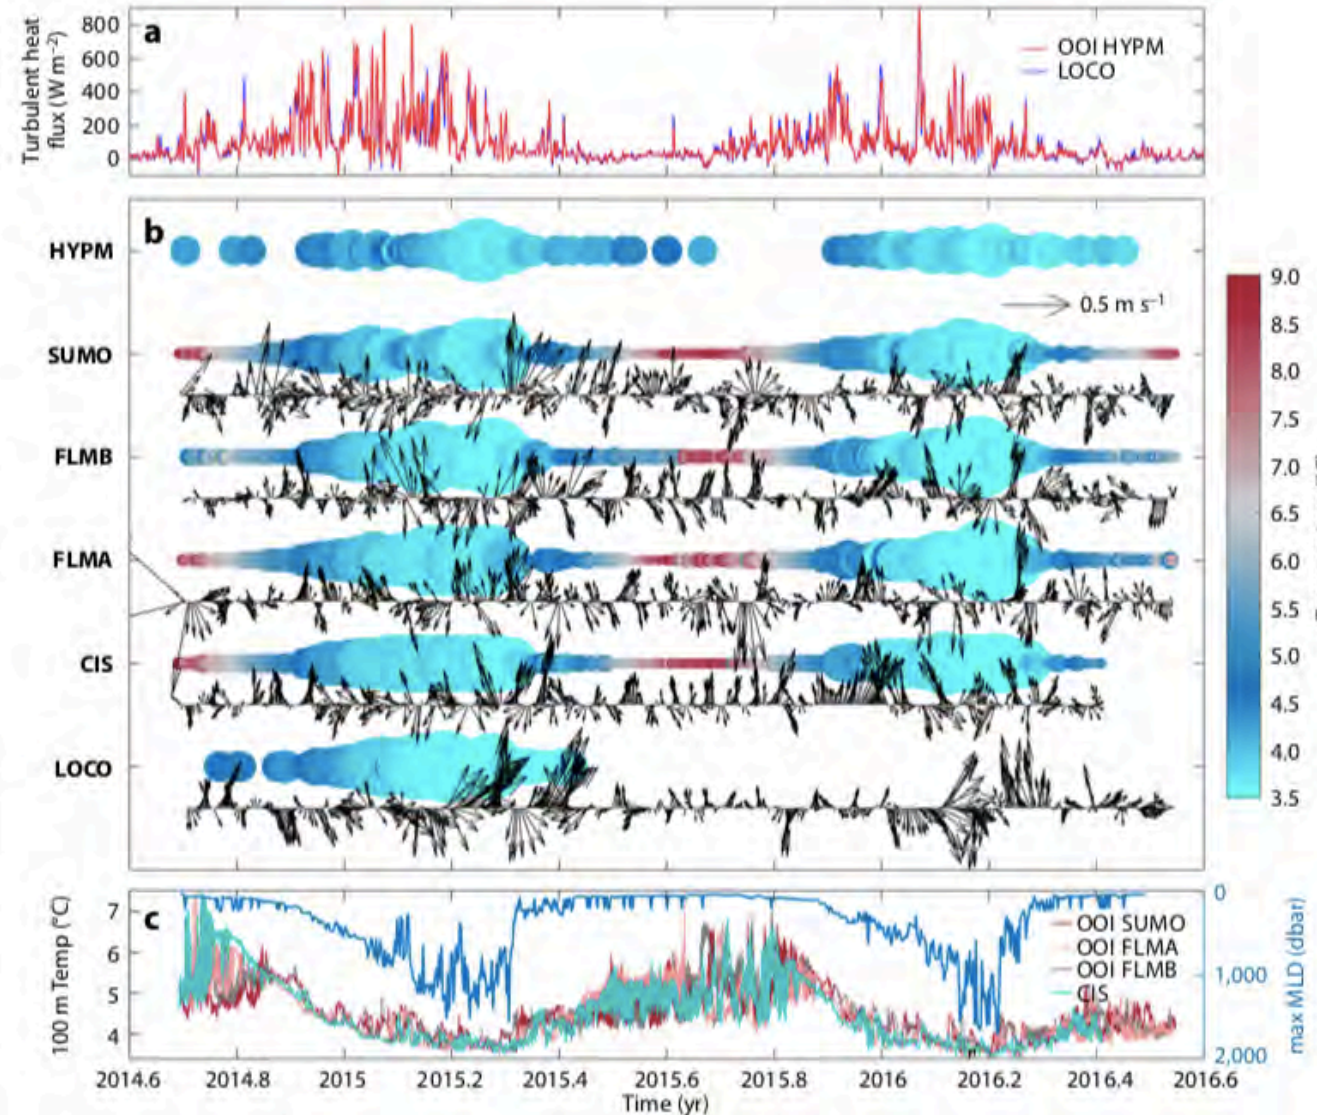 a
Turbulent heat
flux (W m⁻²)
800
600
400
200
0
OOI HYPM
LOCO
b
HYPM
SUMO
FLMB
FLMA
CIS
LOCO
0.5 m s⁻¹
9.0
8.5
8.0
7.5
7.0
6.5
6.0
5.5
5.0
4.5
4.0
3.5
c
100 m Temp (°C)
7
6
5
4
OOI SUMO
OOI FLMA
OOI FLMB
CIS
0
1,000
2,000
max MLD (dbar)
2014.6 2014.8 2015 2015.2 2015.4 2015.6 2015.8 2016 2016.2 2016.4 2016.6
Time (yr)